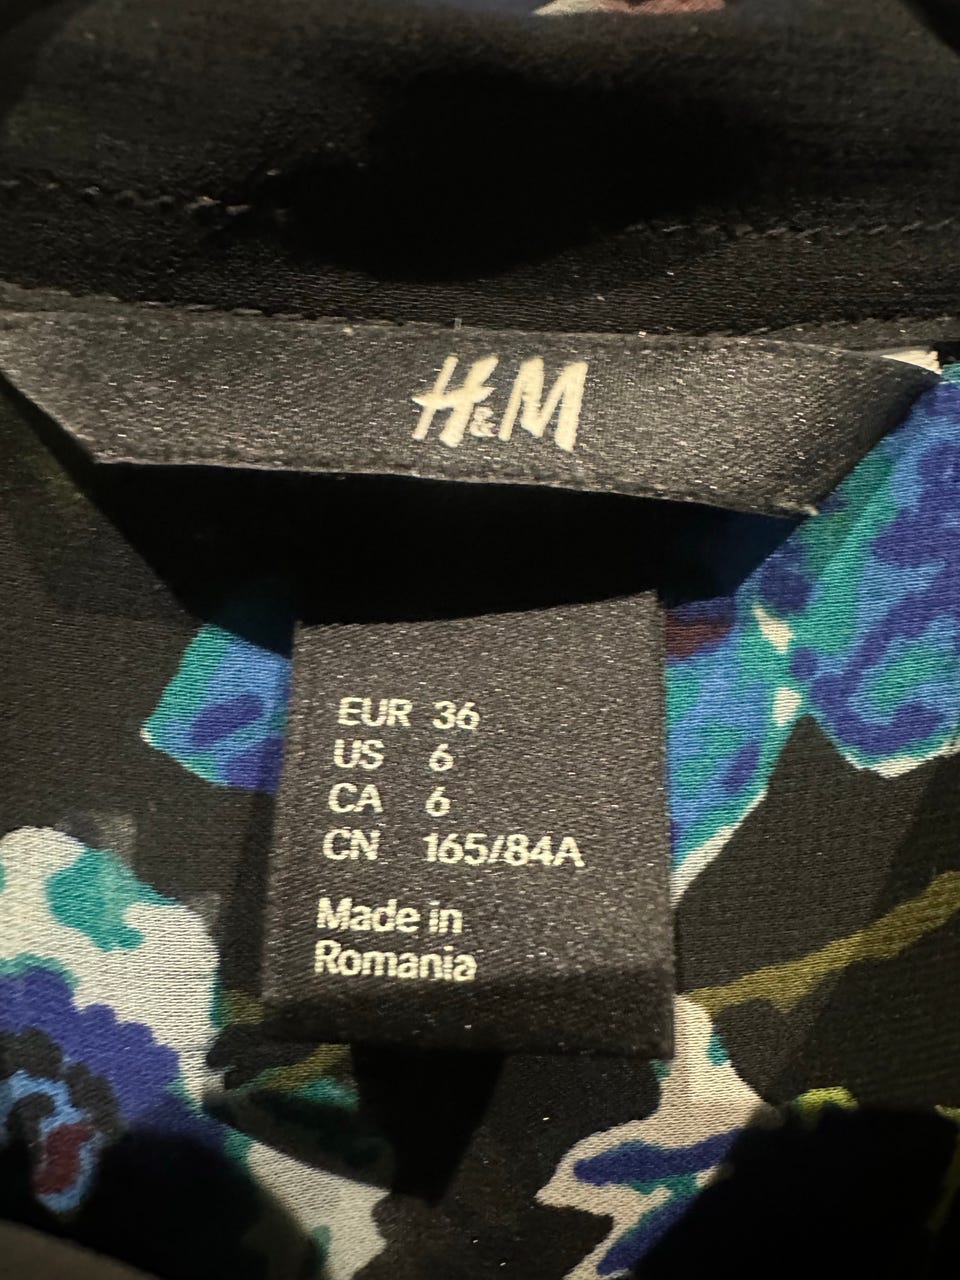 H&M
EUR 36
US 6
CA 6
CN 165/84A
Made in
Romania